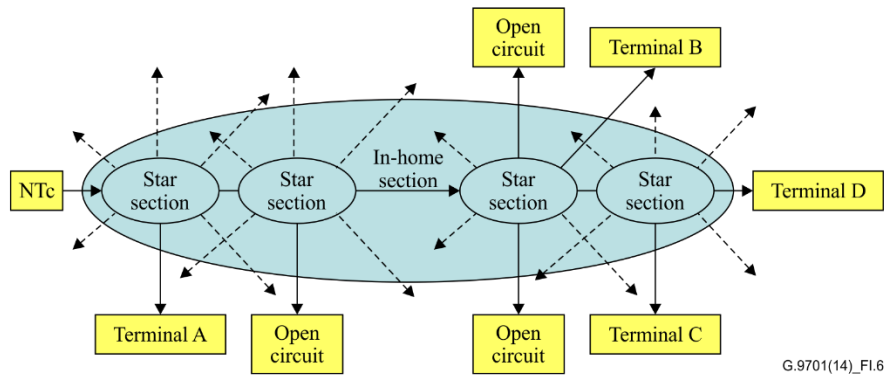 Open
circuit
Terminal B
NTc
Star
section
Star
section
In-home
section
Star
section
Star
section
Terminal D
Terminal A
Open
circuit
Open
circuit
Terminal C
G.9701(14)_FI.6